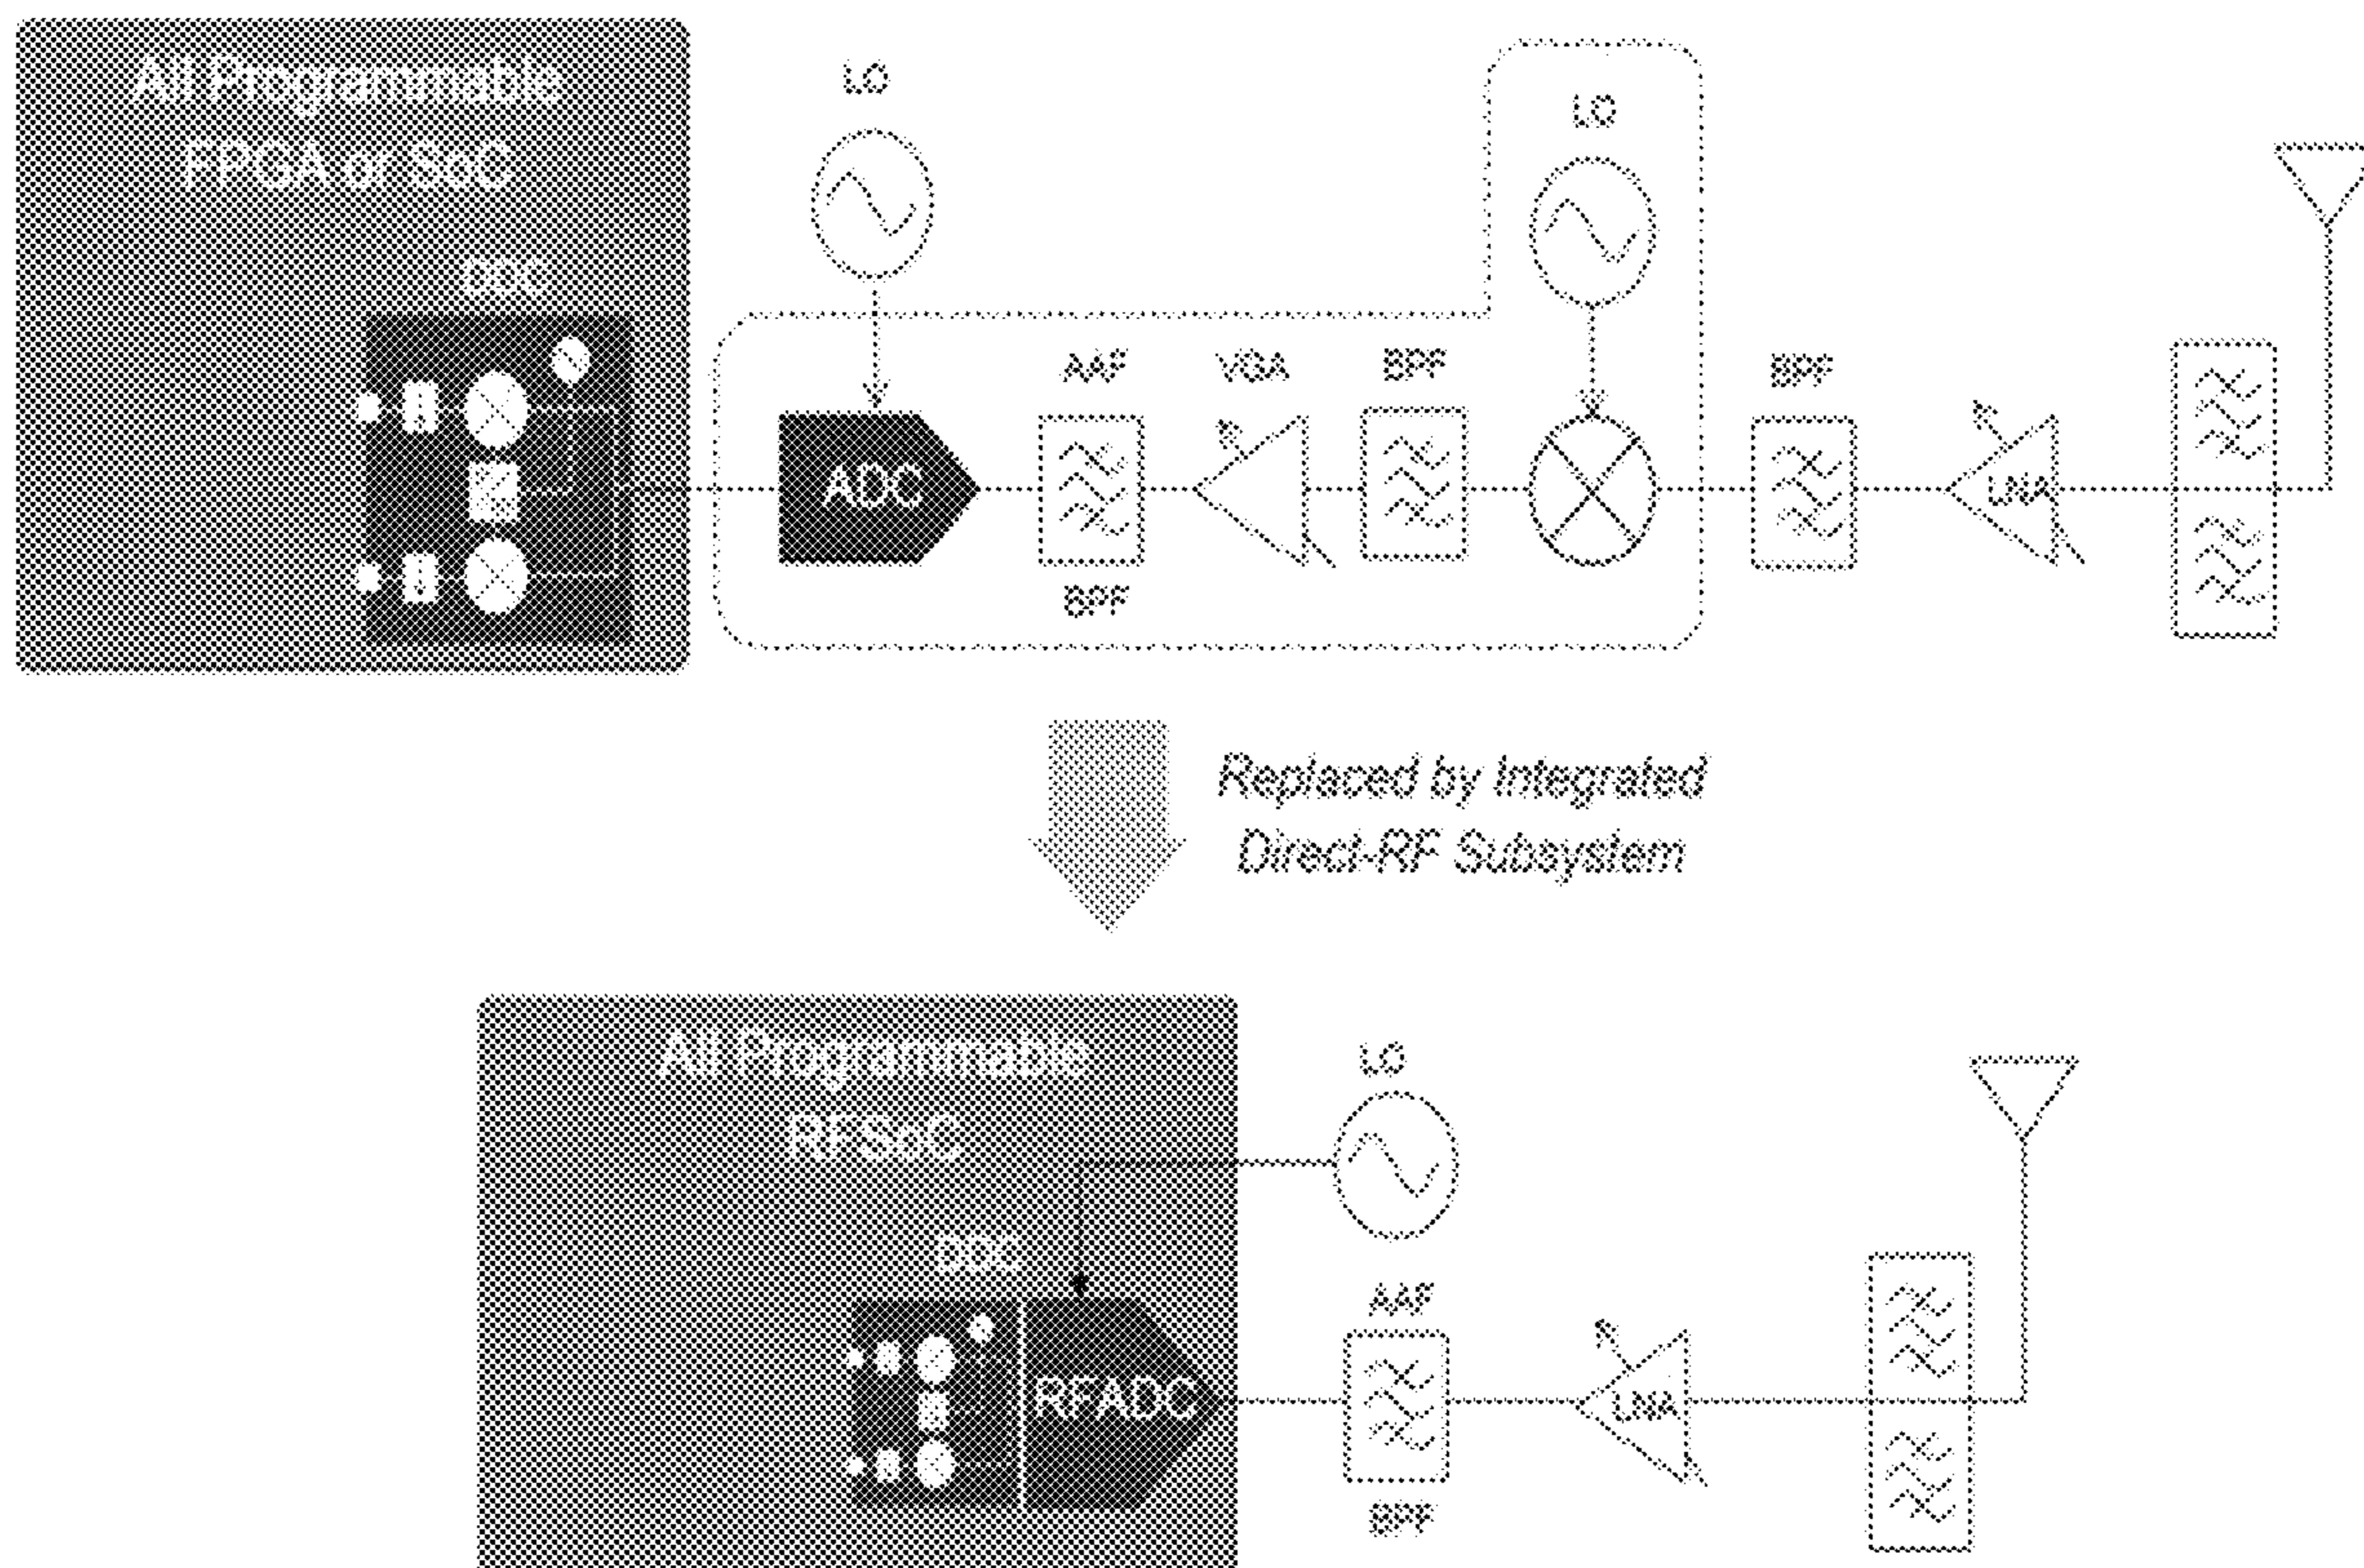 All Programmable
FPGA or SoC
DDC
LO
LO
AAF
VGA
BPF
BPF
ADC
LNA
BPF
Replaced by Integrated
Direct-RF Subsystem
All Programmable
RFSoC
LO
DDC
AAF
RFADC
LNA
BPF